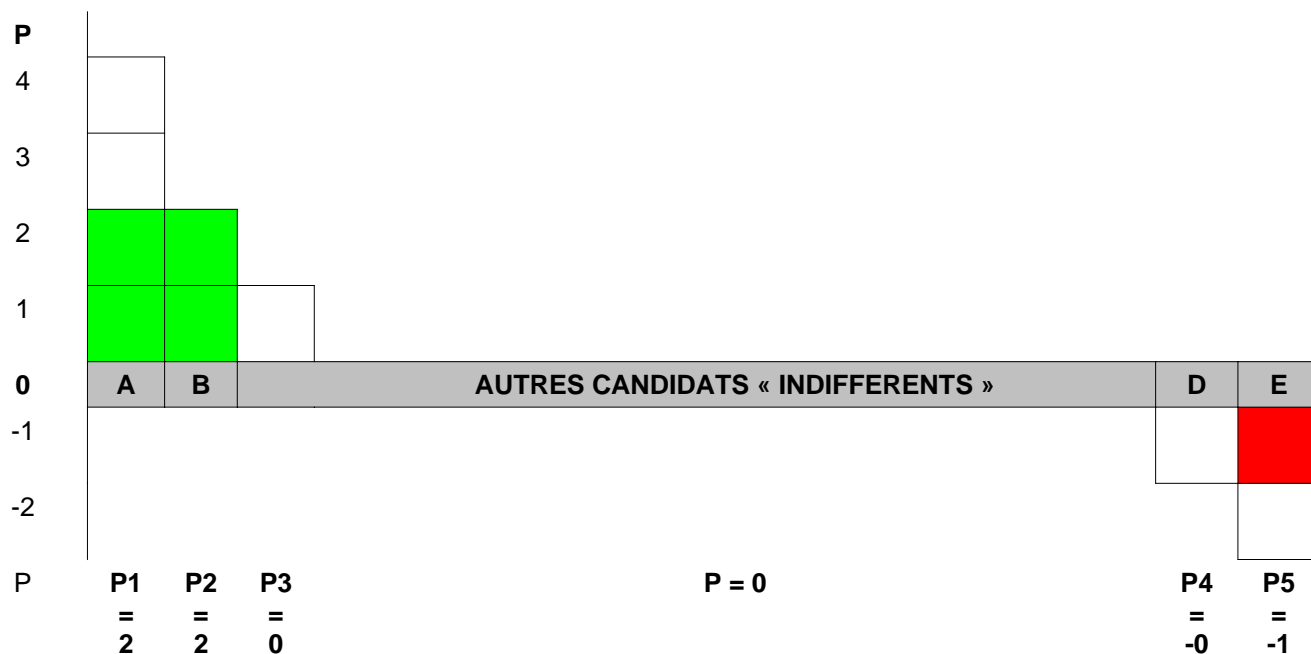 P
4
3
2
1
0 A B AUTRES CANDIDATS « INDIFFERENTS » D E
-1
-2
P P1 P2 P3 P = 0 P4 P5
= = = = =
2 2 0 -0 -1